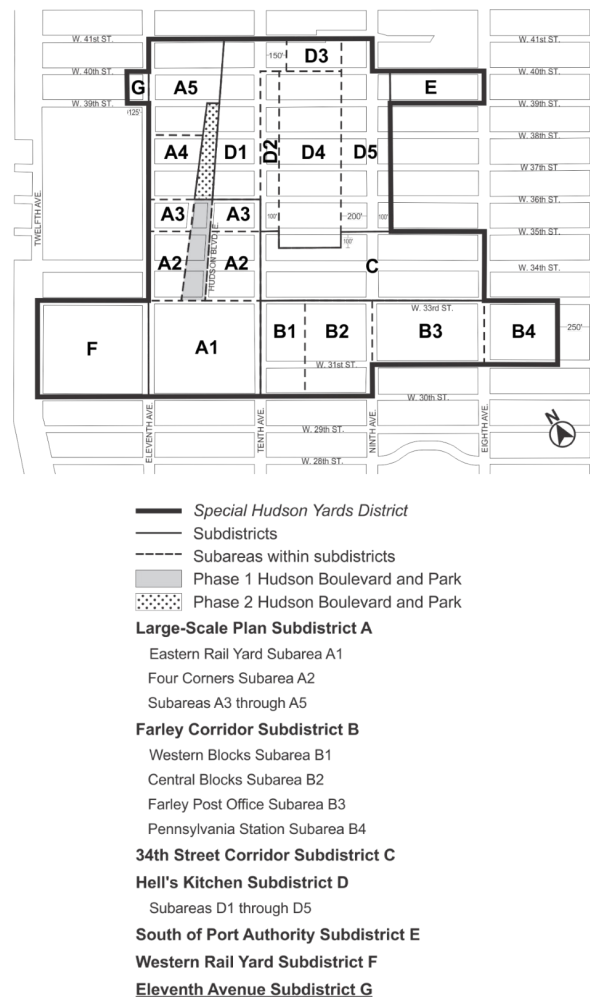 W. 41st ST.
W. 41st ST.
150'
D3
W. 40th ST.
W. 40th ST.
G
A5
E
W. 39th ST.
W. 39th ST.
125'
W. 38th ST.
A4
D1
D2
D4
D5
W. 37th ST
W. 36th ST.
TWELFTH AVE.
A3
A3
100'
200'
100'
W. 35th ST.
HUDSON BLVD E.
100'
A2
A2
C
W. 34th ST.
W. 33rd ST.
F
A1
B1
B2
B3
B4
250'
W. 31st ST.
W. 30th ST.
ELEVENTH AVE.
TENTH AVE.
NINTH AVE.
EIGHTH AVE.
N
W. 29th ST.
W. 28th ST.
Special Hudson Yards District
Subdistricts
Subareas within subdistricts
Phase 1 Hudson Boulevard and Park
Phase 2 Hudson Boulevard and Park
Large-Scale Plan Subdistrict A
Eastern Rail Yard Subarea A1
Four Corners Subarea A2
Subareas A3 through A5
Farley Corridor Subdistrict B
Western Blocks Subarea B1
Central Blocks Subarea B2
Farley Post Office Subarea B3
Pennsylvania Station Subarea B4
34th Street Corridor Subdistrict C
Hell's Kitchen Subdistrict D
Subareas D1 through D5
South of Port Authority Subdistrict E
Western Rail Yard Subdistrict F
Eleventh Avenue Subdistrict G